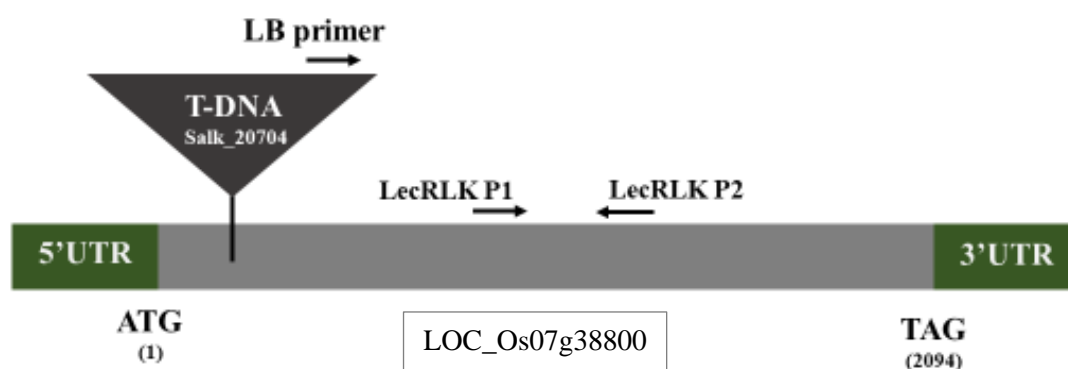 LB primer
T-DNA
Salk_20704
LecRLK P1
LecRLK P2
5’UTR
3’UTR
ATG
(1)
LOC_Os07g38800
TAG
(2094)